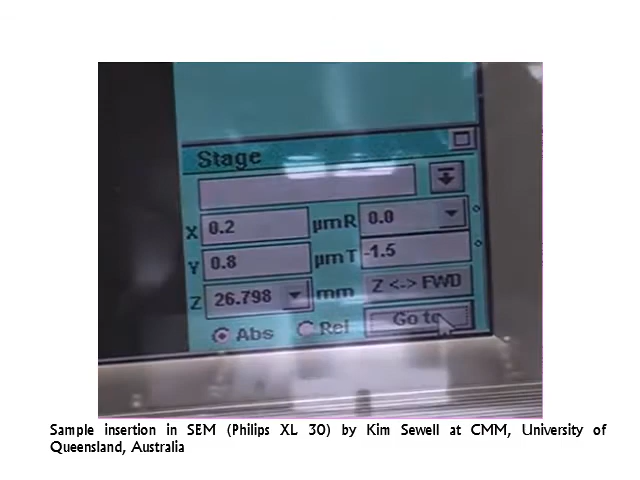 Stage
X 0.2 µm R 0.0 °
Y 0.8 µm T -1.5 °
Z 26.798 mm Z <-> FWD
Abs Rel Go to
Sample insertion in SEM (Philips XL 30) by Kim Sewell at CMM, University of
Queensland, Australia